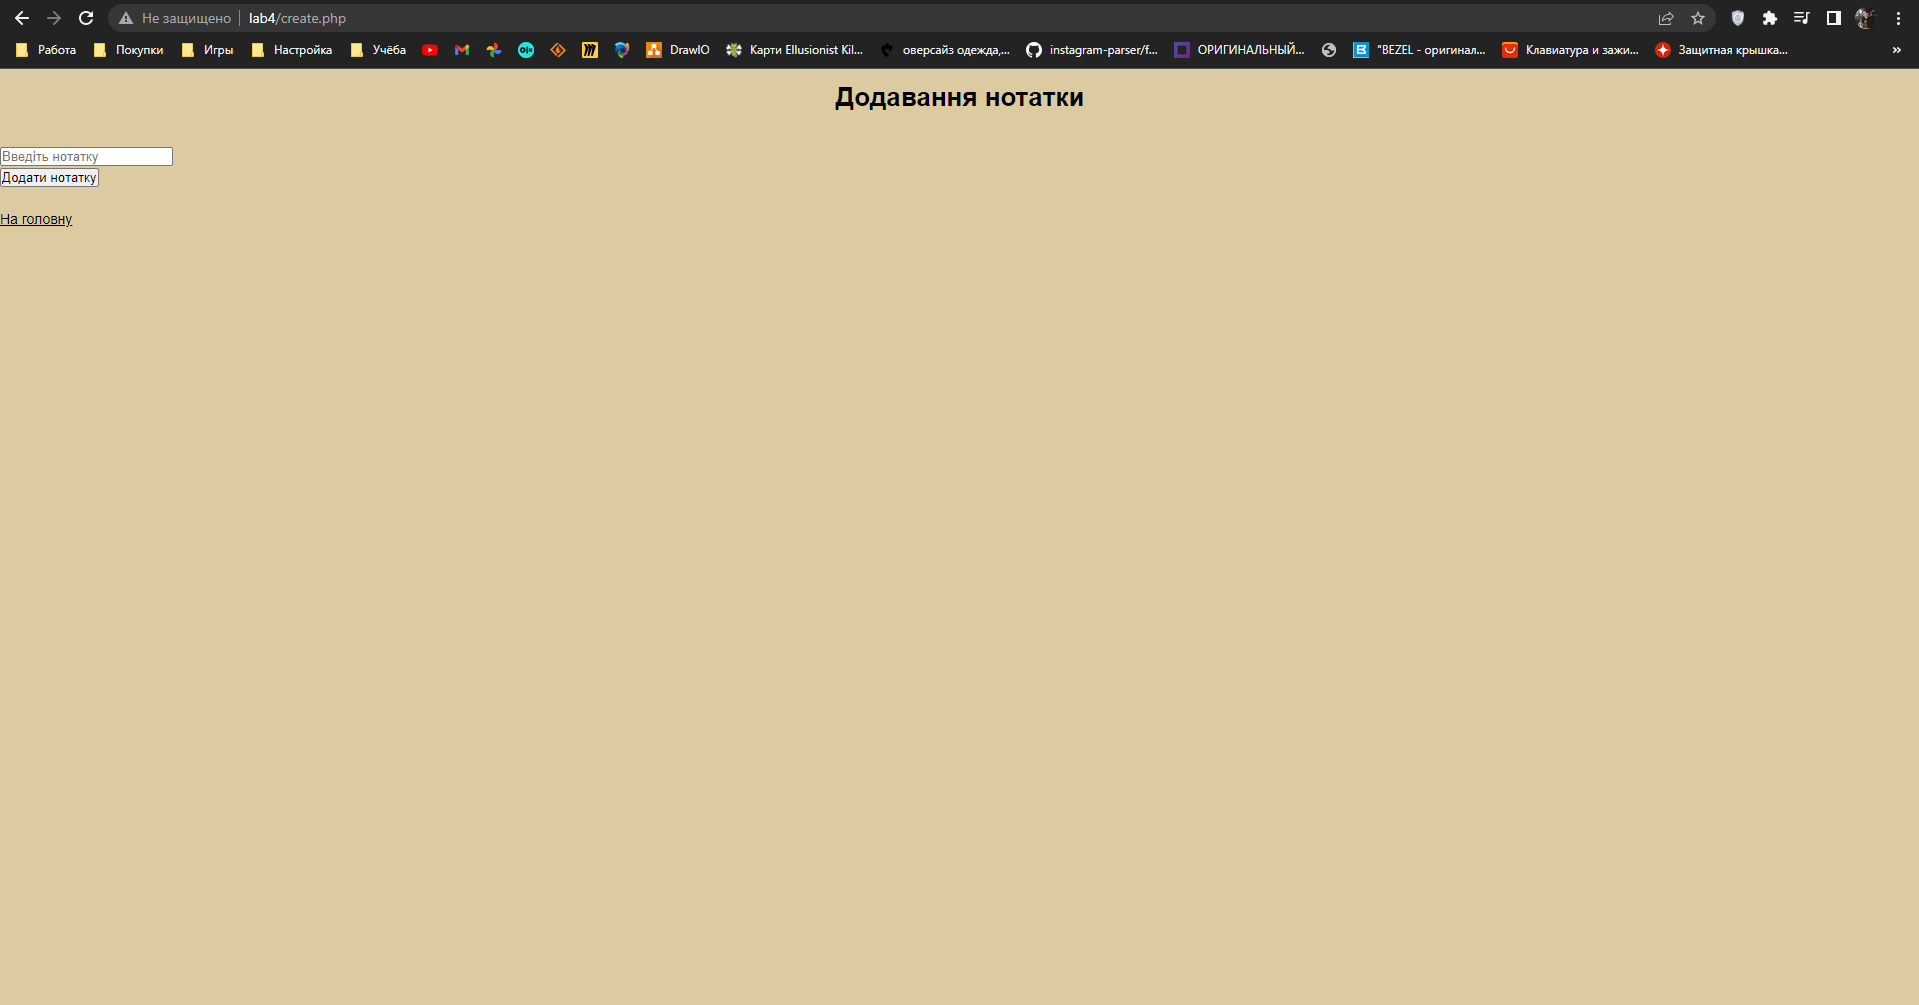 Не защищено lab4/create.php
Работа Покупки Игры Настройка Учёба DrawIO Карти Ellusionist Kil... оверсайз одежда,... instagram-parser/f... ОРИГИНАЛЬНЫЙ... "BEZEL - оригинал... Клавиатура и зажи... Защитная крышка... »
Додавання нотатки
Введіть нотатку
Додати нотатку
На головну